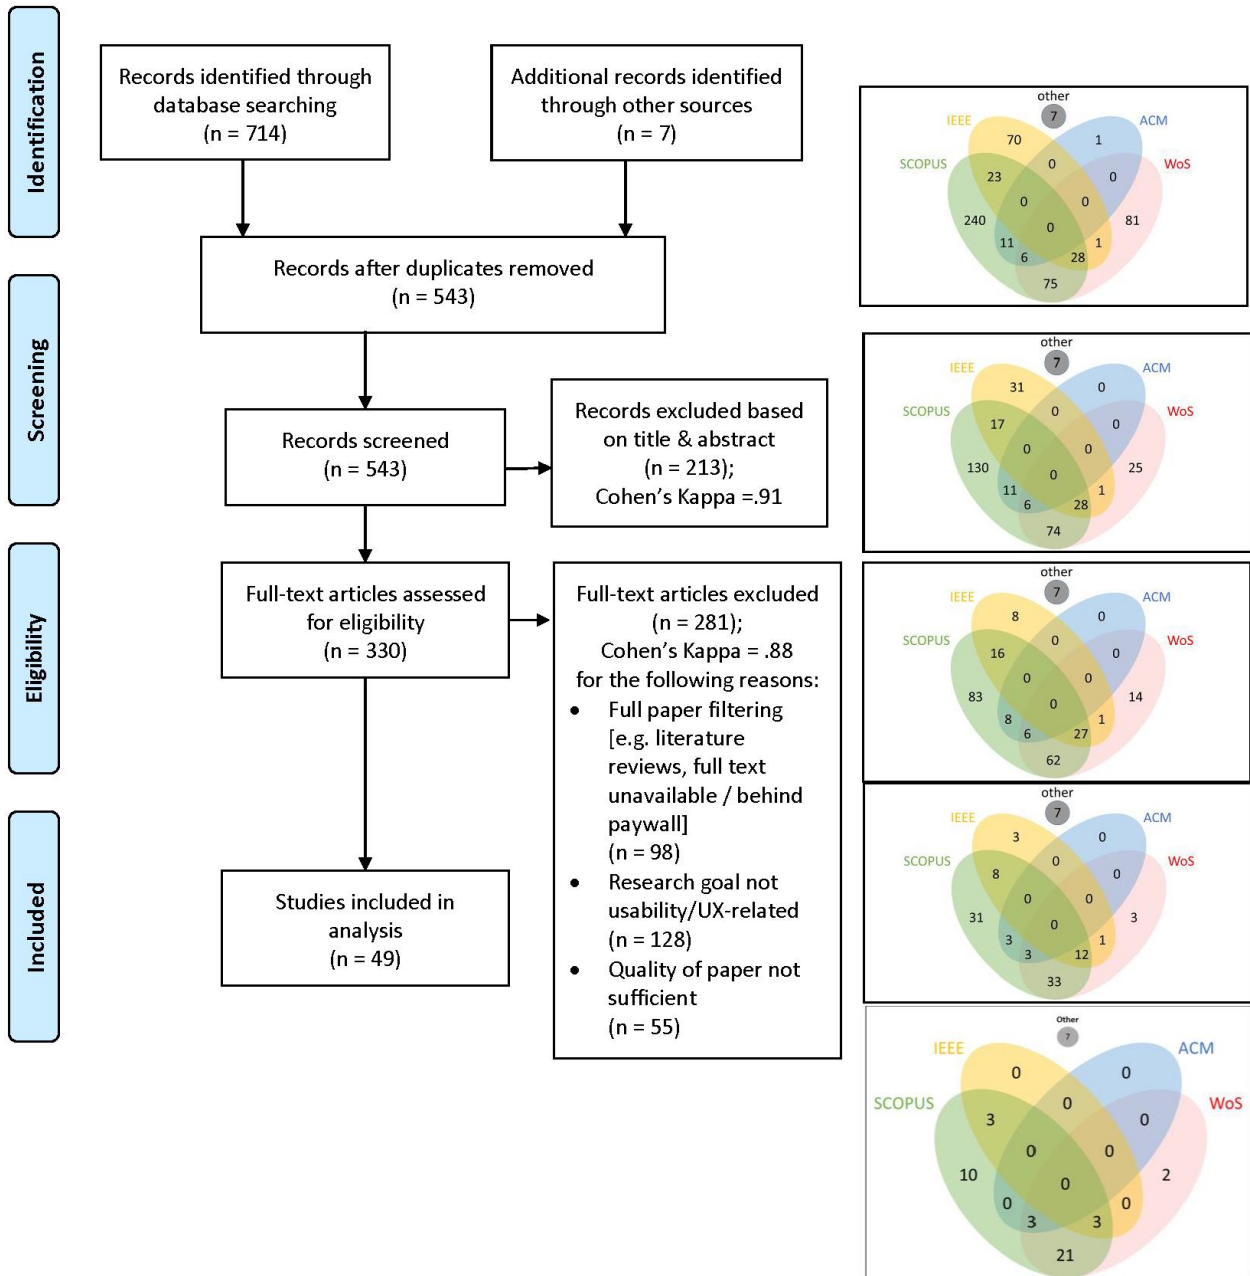 Identification
Records identified through
database searching
(n = 714)
Additional records identified
through other sources
(n = 7)
Records after duplicates removed
(n = 543)
Screening
Records screened
(n = 543)
Records excluded based
on title & abstract
(n = 213);
Cohen's Kappa =.91
Eligibility
Full-text articles assessed
for eligibility
(n = 330)
Full-text articles excluded
(n = 281);
Cohen's Kappa = .88
for the following reasons:
• Full paper filtering
[e.g. literature
reviews, full text
unavailable / behind
paywall]
(n = 98)
• Research goal not
usability/UX-related
(n = 128)
• Quality of paper not
sufficient
(n = 55)
Included
Studies included in
analysis
(n = 49)
other
7
IEEE
ACM
70
1
0
SCOPUS
WoS
23
0
0
0
240
81
0
11
1
6
28
75
other
7
IEEE
ACM
31
0
0
SCOPUS
WoS
17
0
0
0
130
25
0
11
1
6
28
74
other
7
IEEE
ACM
8
0
0
SCOPUS
WoS
16
0
0
0
83
14
0
8
1
6
27
62
other
7
IEEE
ACM
3
0
0
SCOPUS
WoS
8
0
0
0
31
3
0
3
1
3
12
33
Other
7
IEEE
ACM
0
0
0
SCOPUS
WoS
3
0
0
0
10
2
0
0
0
3
3
21